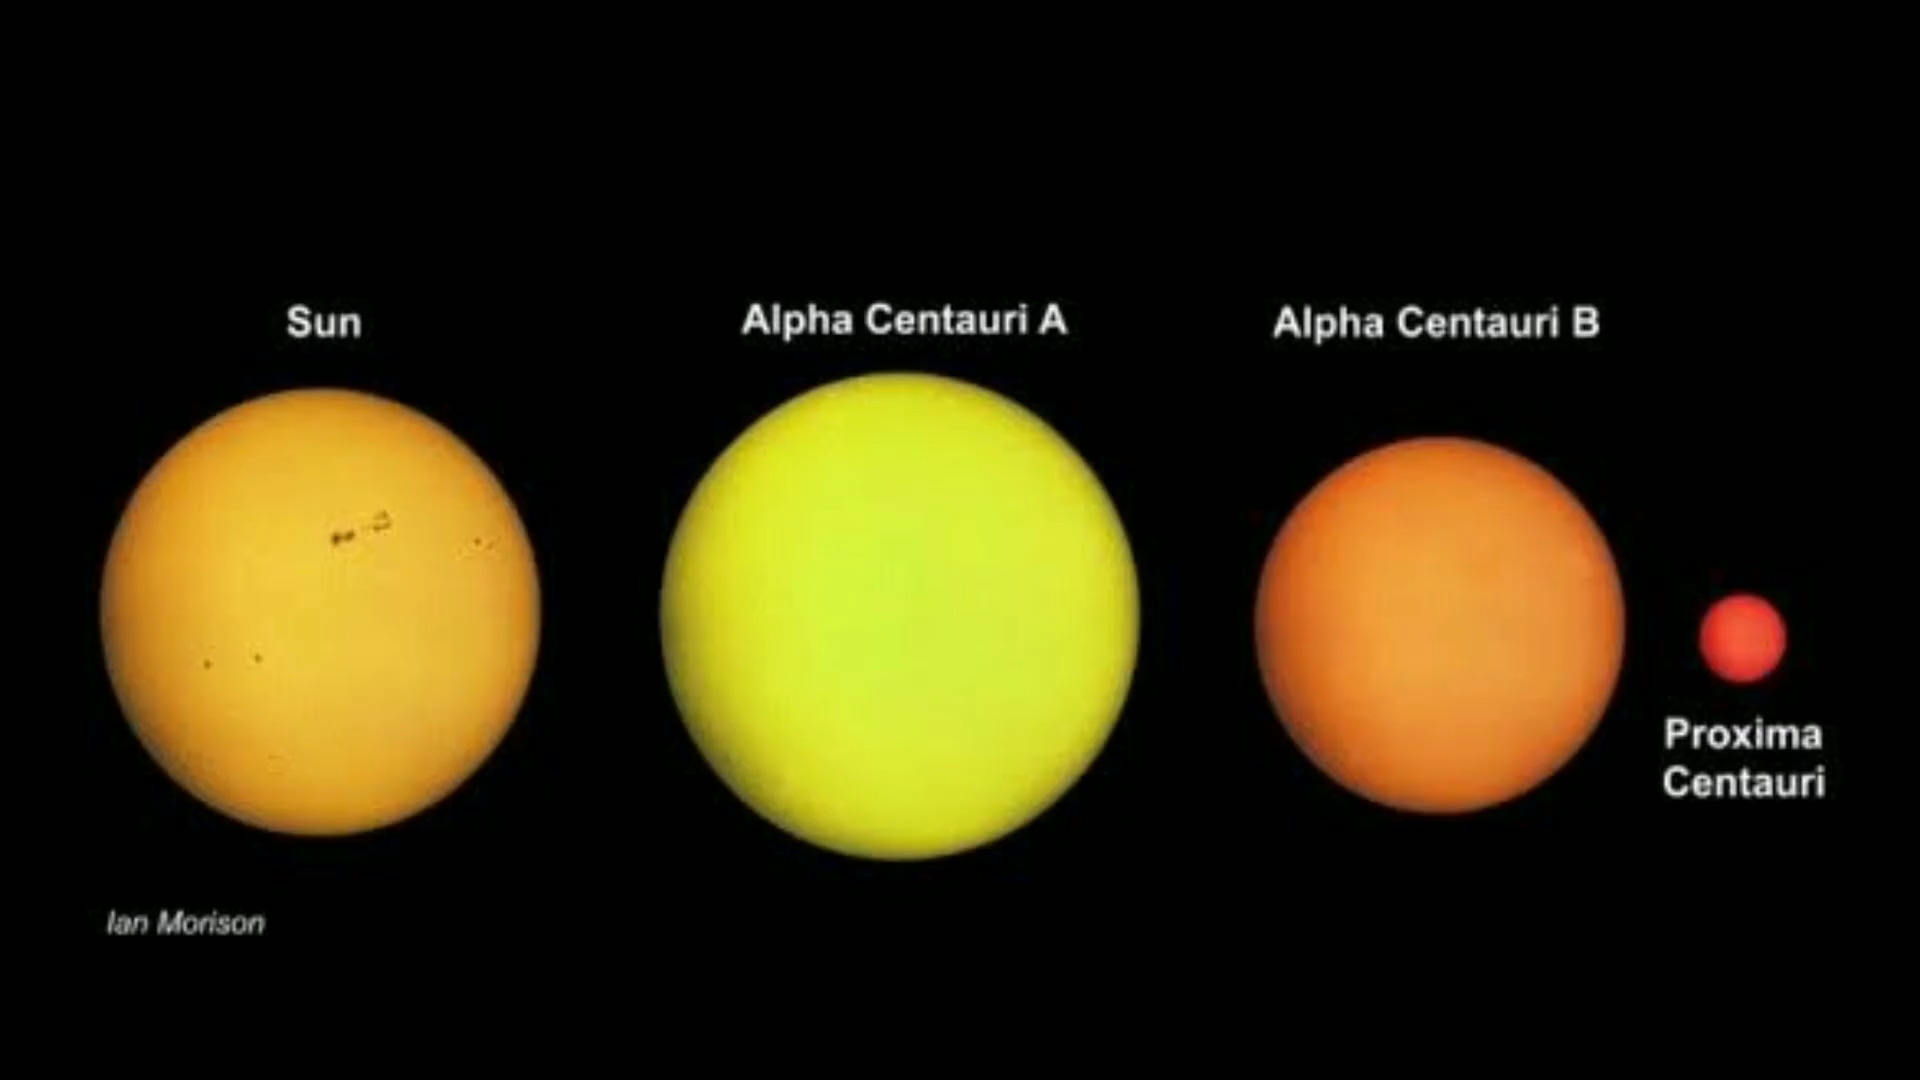 Sun
Alpha Centauri A
Alpha Centauri B
Proxima
Centauri
Ian Morison